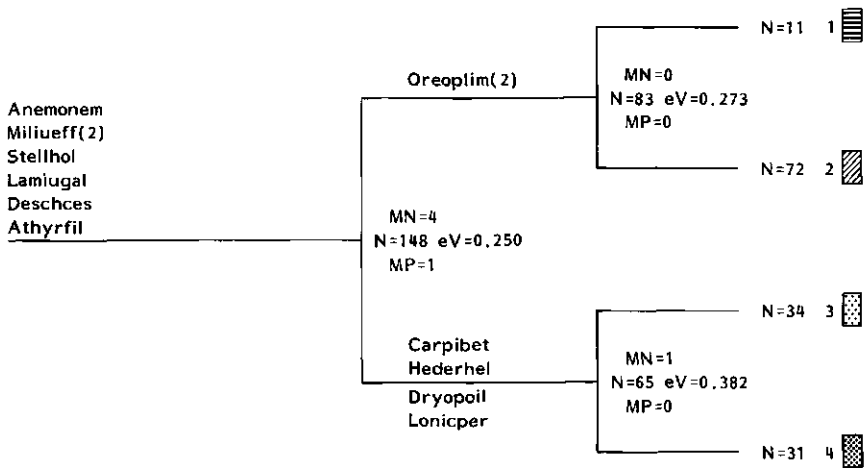 Anemonem
Miliueff(2)
Stellhol
Lamiugal
Deschces
Athyrfil
MN=4
N=148 eV=0.250
MP=1
Oreoplim(2)
MN=0
N=83 eV=0.273
MP=0
N=11 1
N=72 2
Carpibet
Hederhel
Dryopoil
Lonicper
MN=1
N=65 eV=0.382
MP=0
N=34 3
N=31 4